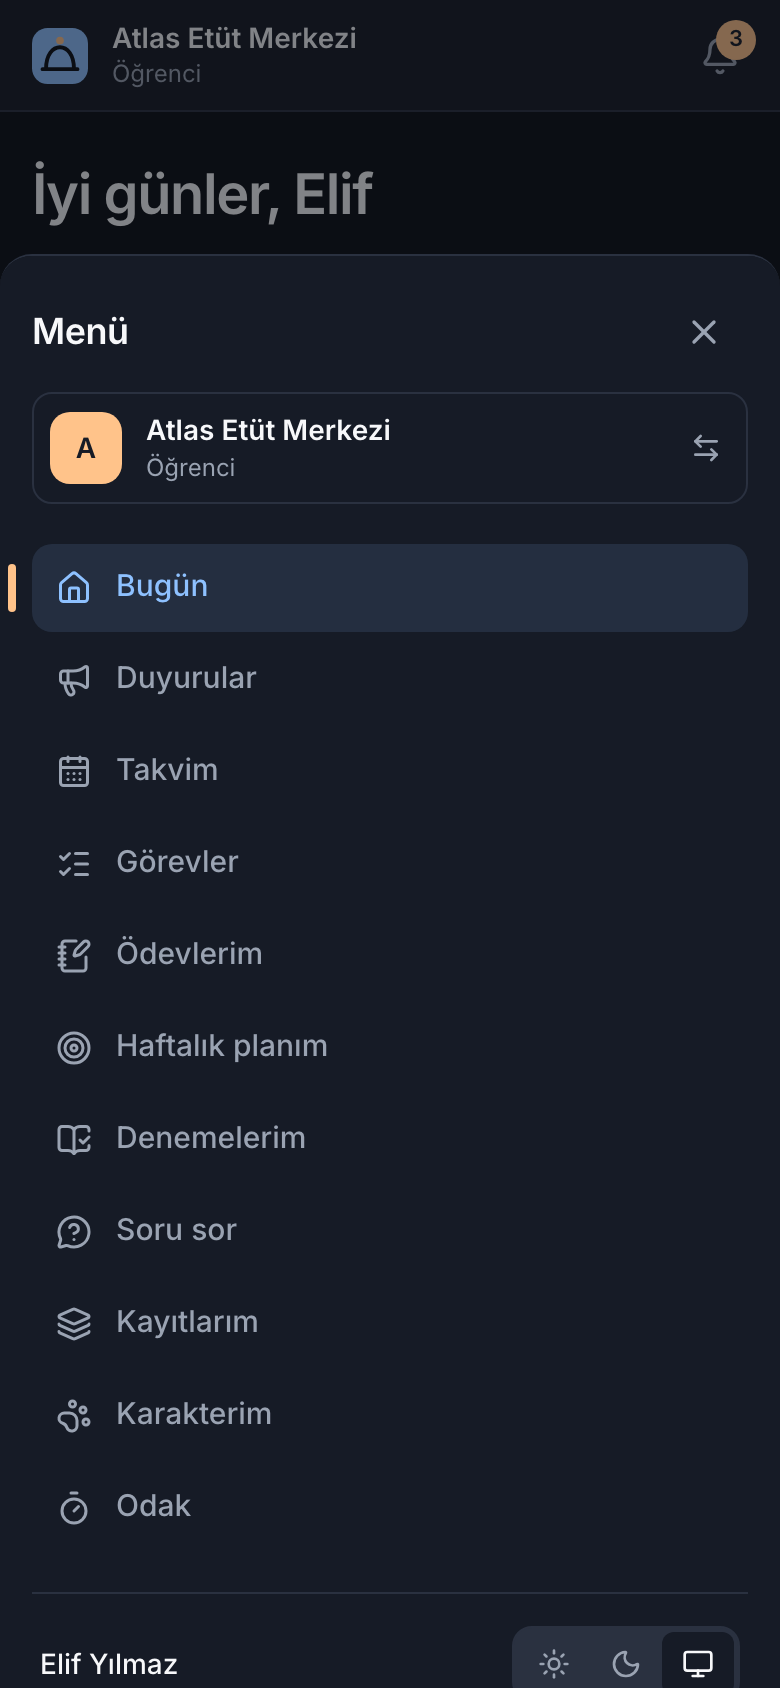 Atlas Etüt Merkezi
Öğrenci
3
İyi günler, Elif
Menü
A
Atlas Etüt Merkezi
Öğrenci
Bugün
Duyurular
Takvim
Görevler
Ödevlerim
Haftalık planım
Denemelerim
Soru sor
Kayıtlarım
Karakterim
Odak
Elif Yılmaz